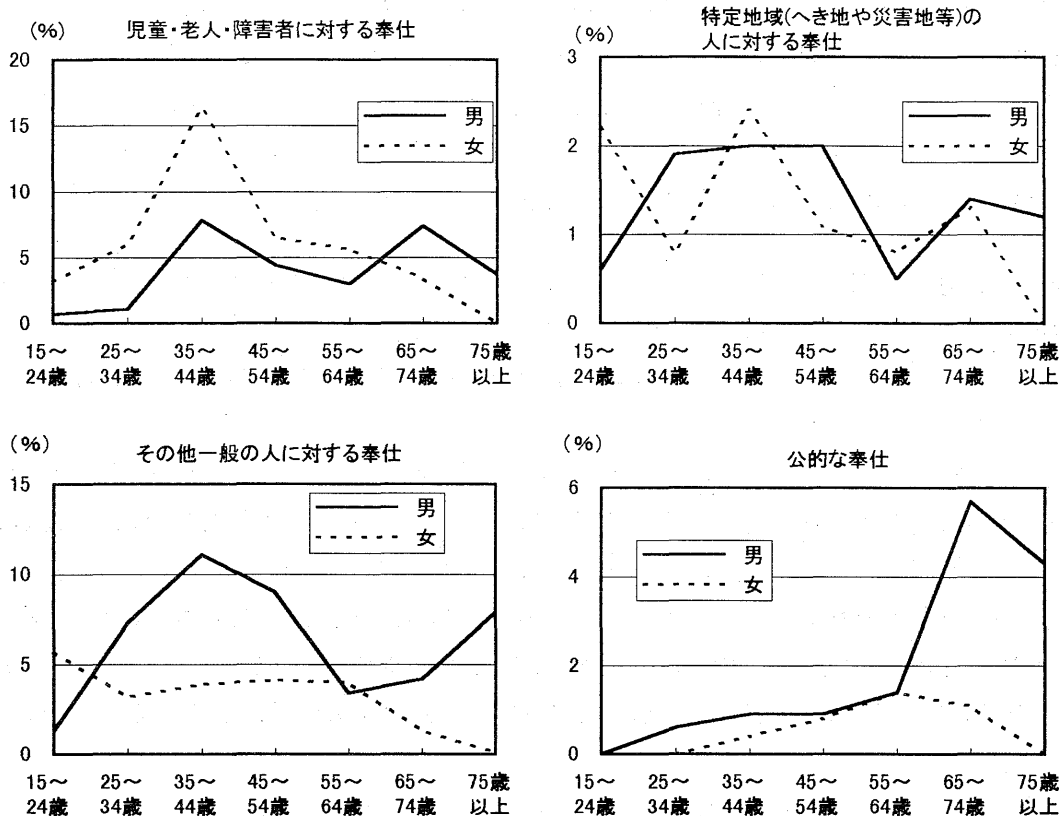 (%)
児童・老人・障害者に対する奉仕
20
15
10
5
0
男
女
15～ 25～ 35～ 45～ 55～ 65～ 75歳
24歳 34歳 44歳 54歳 64歳 74歳 以上
特定地域(へき地や災害地等)の
(%)
人に対する奉仕
3
2
1
0
男
女
15～ 25～ 35～ 45～ 55～ 65～ 75歳
24歳 34歳 44歳 54歳 64歳 74歳 以上
(%)
その他一般の人に対する奉仕
15
10
5
0
男
女
15～ 25～ 35～ 45～ 55～ 65～ 75歳
24歳 34歳 44歳 54歳 64歳 74歳 以上
(%)
公的な奉仕
6
4
2
0
男
女
15～ 25～ 35～ 45～ 55～ 65～ 75歳
24歳 34歳 44歳 54歳 64歳 74歳 以上